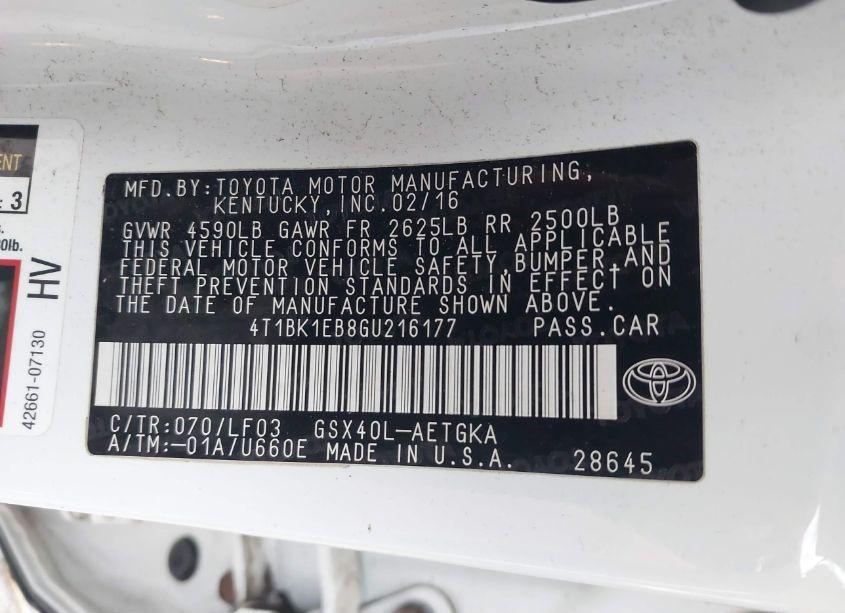 MFD.BY:TOYOTA MOTOR MANUFACTURING,
KENTUCKY, INC.02/16
GVWR 4590LB GAWR FR 2625LB RR 2500LB
THIS VEHICLE CONFORMS TO ALL APPLICABLE
FEDERAL MOTOR VEHICLE SAFETY, BUMPER, AND
THEFT PREVENTION STANDARDS IN EFFECT ON
THE DATE OF MANUFACTURE SHOWN ABOVE.
4T1BK1EB8GU216177 PASS.CAR
C/TR:070/LF03 GSX40L-AETGKA
A/TM:-01A/U660E MADE IN U.S.A. 28645
3
lb.
42661-07130 HV